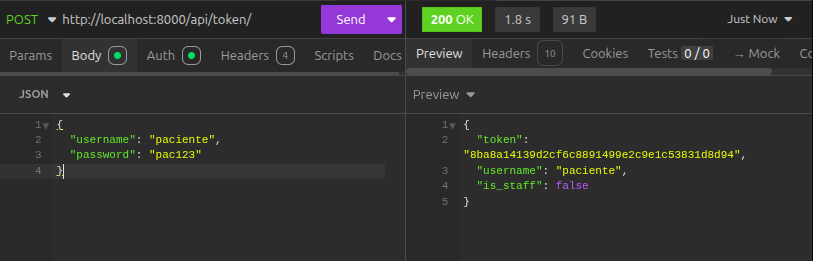 POST http://localhost:8000/api/token/ Send 200 OK 1.8 s 91 B Just Now
Params Body Auth Headers 4 Scripts Docs Preview Headers 10 Cookies Tests 0 / 0 → Mock Co
JSON Preview
1 {
2 "username": "paciente",
3 "password": "pac123"
4 }
1 {
2 "token":
"8ba8a14139d2cf6c8891499e2c9e1c53831d8d94",
3 "username": "paciente",
4 "is_staff": false
5 }